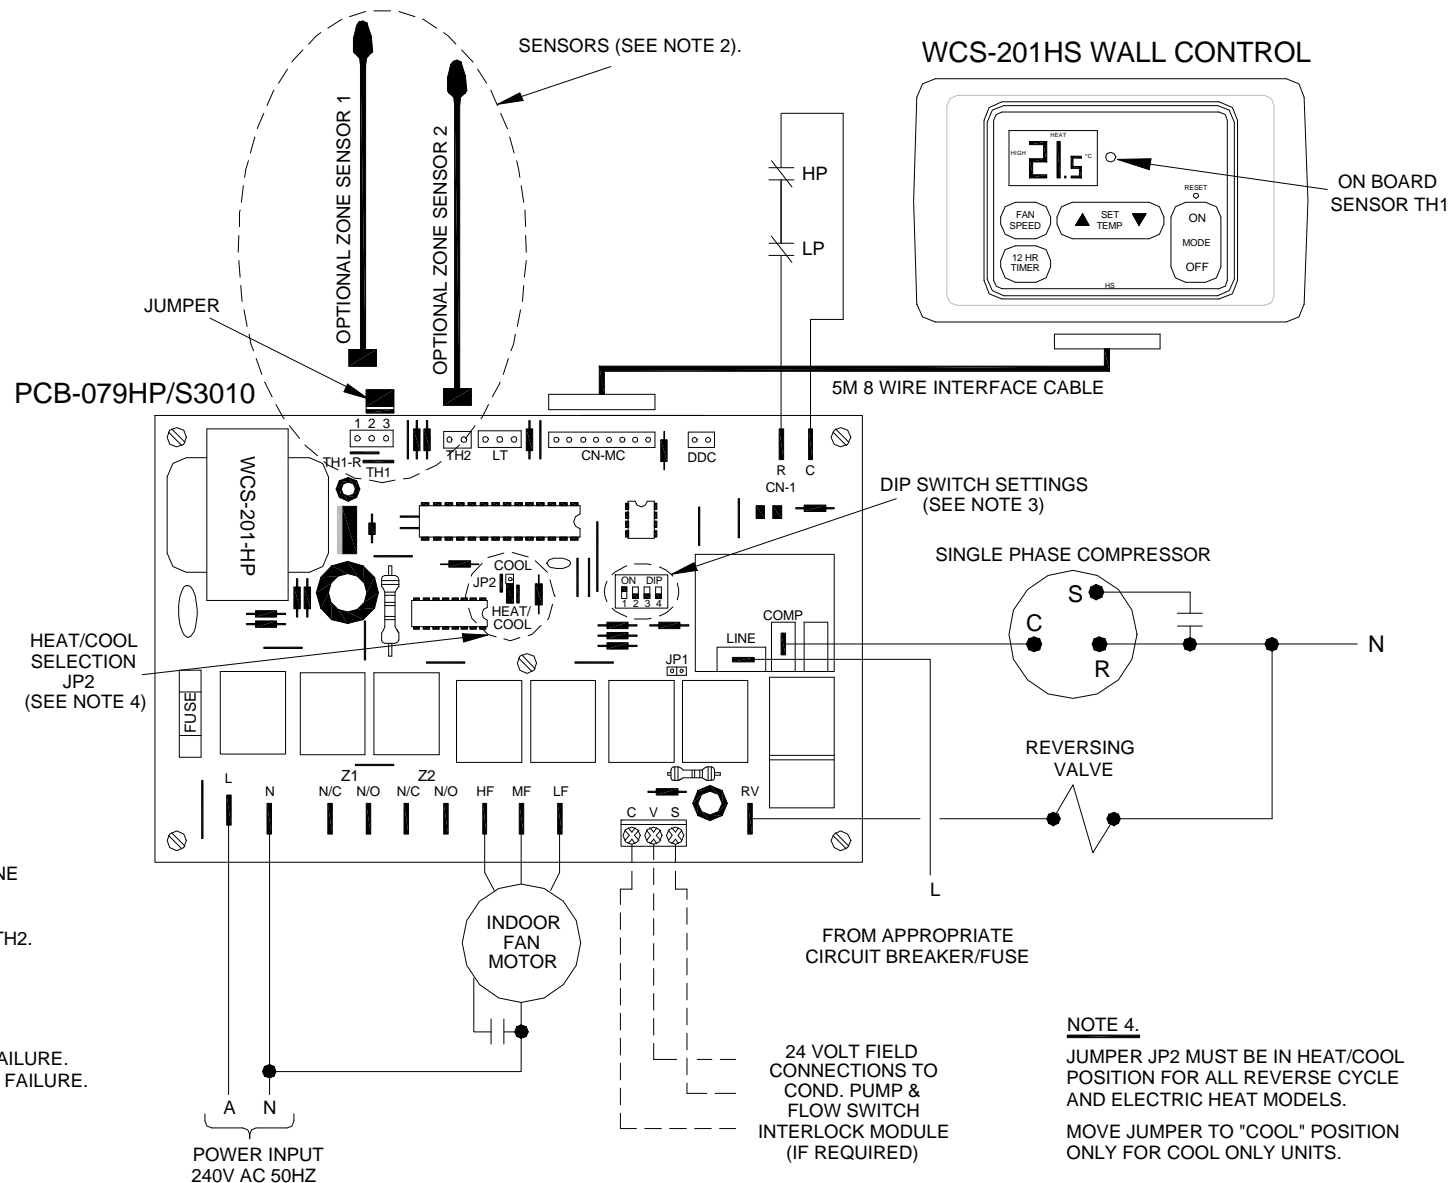 SENSORS (SEE NOTE 2).
WCS-201HS WALL CONTROL
OPTIONAL ZONE SENSOR 1
OPTIONAL ZONE SENSOR 2
HP
LP
HEAT
HIGH
21.5
°C
ON BOARD
SENSOR TH1
RESET
FAN
SPEED
SET
TEMP
ON
MODE
OFF
12 HR
TIMER
HS
JUMPER
5M 8 WIRE INTERFACE CABLE
PCB-079HP/S3010
1 2 3
TH1-R
TH1
TH2
LT
CN-MC
DDC
R C
CN-1
WCS-201-HP
DIP SWITCH SETTINGS
(SEE NOTE 3)
COOL
JP2
HEAT/
COOL
ON DIP
1 2 3 4
SINGLE PHASE COMPRESSOR
S
C
R
N
COMP
LINE
JP1
HEAT/COOL
SELECTION
JP2
(SEE NOTE 4)
FUSE
REVERSING
VALVE
L
N
Z1
N/C N/O
Z2
N/C N/O
HF MF LF
C V S
RV
NE
TH2.
L
INDOOR
FAN
MOTOR
FROM APPROPRIATE
CIRCUIT BREAKER/FUSE
AILURE.
FAILURE.
A N
POWER INPUT
240V AC 50HZ
24 VOLT FIELD
CONNECTIONS TO
COND. PUMP &
FLOW SWITCH
INTERLOCK MODULE
(IF REQUIRED)
NOTE 4.
JUMPER JP2 MUST BE IN HEAT/COOL
POSITION FOR ALL REVERSE CYCLE
AND ELECTRIC HEAT MODELS.
MOVE JUMPER TO "COOL" POSITION
ONLY FOR COOL ONLY UNITS.